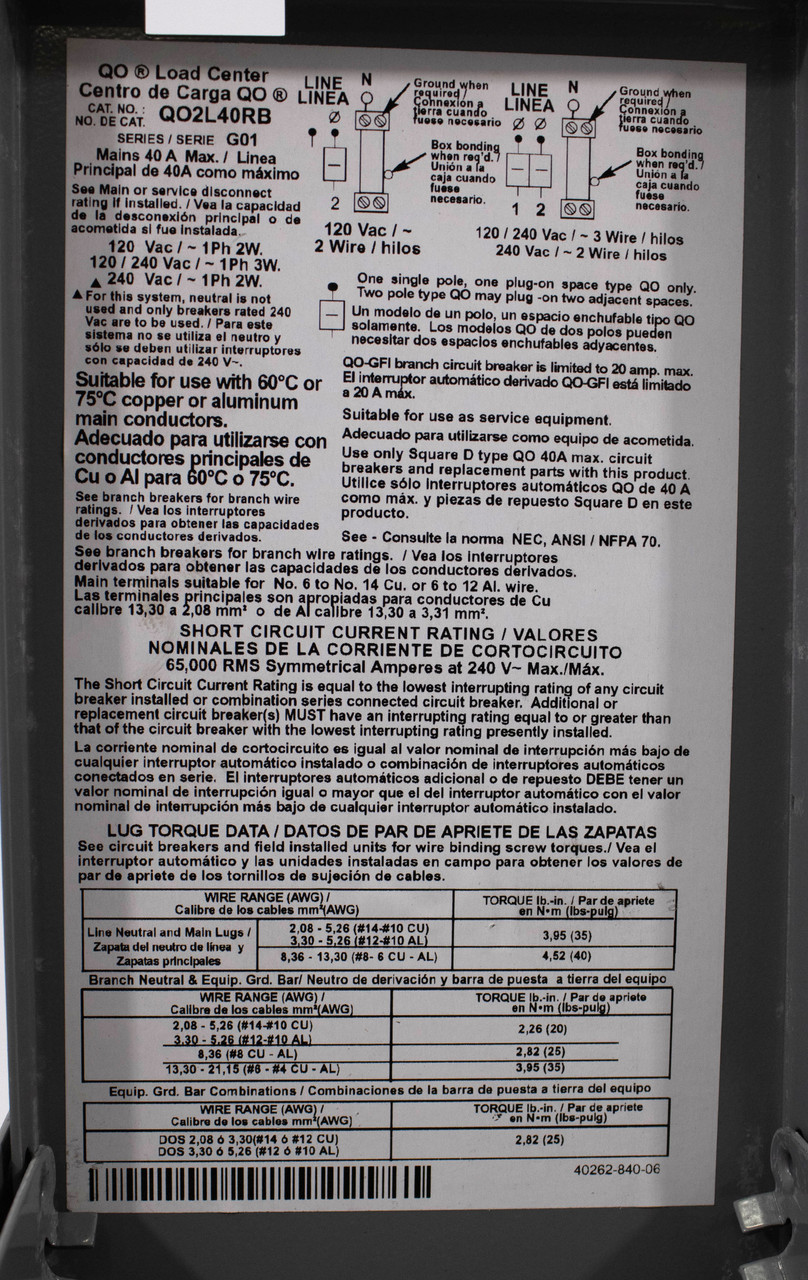 QO ® Load Center
Centro de Carga QO ®
CAT. NO. :
NO. DE CAT. QO2L40RB
SERIES / SERIE G01
Mains 40 A Max. / Linea
Principal de 40A como máximo
See Main or service disconnect
rating if installed. / Vea la capacidad
de la desconexión principal o de
acometida si fue instalada.
120 Vac / ~ 1Ph 2W.
120 / 240 Vac / ~ 1Ph 3W.
▲ 240 Vac / ~ 1Ph 2W.
▲ For this system, neutral is not
used and only breakers rated 240
Vac are to be used. / Para este
sistema no se utiliza el neutro y
sólo se deben utilizar interruptores
con capacidad de 240 V~.
Suitable for use with 60°C or
75°C copper or aluminum
main conductors.
Adecuado para utilizarse con
conductores principales de
Cu o Al para 60°C o 75°C.
See branch breakers for branch wire
ratings. / Vea los interruptores
derivados para obtener las capacidades
de los conductores derivados.
LINE N
LINEA
Ø
Ground when
required /
Connexión a
tierra cuando
fuese necesario
Box bonding
when req'd. /
Unión a la
caja cuando
fuese
necesario.
2
120 Vac / ~
2 Wire / hilos
LINE N
LINEA
Ø Ø
Ground when
required /
Connexión a
tierra cuando
fuese necesario
Box bonding
when req'd. /
Unión a la
caja cuando
fuese
necesario.
1 2
120 / 240 Vac / ~ 3 Wire / hilos
240 Vac / ~ 2 Wire / hilos
One single pole, one plug-on space type QO only.
Two pole type QO may plug -on two adjacent spaces.
Un modelo de un polo, un espacio enchufable tipo QO
solamente. Los modelos QO de dos polos pueden
necesitar dos espacios enchufables adyacentes.
QO-GFI branch circuit breaker is limited to 20 amp. max.
El interruptor automático derivado QO-GFI está limitado
a 20 A máx.
Suitable for use as service equipment.
Adecuado para utilizarse como equipo de acometida.
Use only Square D type QO 40A max. circuit
breakers and replacement parts with this product.
Utilice sólo interruptores automáticos QO de 40 A
como máx. y piezas de repuesto Square D en este
producto.
See - Consulte la norma NEC, ANSI / NFPA 70.
See branch breakers for branch wire ratings. / Vea los interruptores
derivados para obtener las capacidades de los conductores derivados.
Main terminals suitable for No. 6 to No. 14 Cu. or 6 to 12 Al. wire.
Las terminales principales son apropiadas para conductores de Cu
calibre 13,30 a 2,08 mm² o de Al calibre 13,30 a 3,31 mm².
SHORT CIRCUIT CURRENT RATING / VALORES
NOMINALES DE LA CORRIENTE DE CORTOCIRCUITO
65,000 RMS Symmetrical Amperes at 240 V~ Max./Máx.
The Short Circuit Current Rating is equal to the lowest interrupting rating of any circuit
breaker installed or combination series connected circuit breaker. Additional or
replacement circuit breaker(s) MUST have an interrupting rating equal to or greater than
that of the circuit breaker with the lowest interrupting rating presently installed.
La corriente nominal de cortocircuito es igual al valor nominal de interrupción más bajo de
cualquier interruptor automático instalado o combinación de interruptores automáticos
conectados en serie. El interruptores automáticos adicional o de repuesto DEBE tener un
valor nominal de interrupción igual o mayor que el del interruptor automático con el valor
nominal de interrupción más bajo de cualquier interruptor automático instalado.
LUG TORQUE DATA / DATOS DE PAR DE APRIETE DE LAS ZAPATAS
See circuit breakers and field installed units for wire binding screw torques./ Vea el
interruptor automático y las unidades instaladas en campo para obtener los valores de
par de apriete de los tornillos de sujeción de cables.
WIRE RANGE (AWG) /
Calibre de los cables mm²(AWG)
TORQUE lb.-in. / Par de apriete
en N•m (lbs-pulg)
Line Neutral and Main Lugs /
Zapata del neutro de línea y
Zapatas principales
2,08 - 5,26 (#14-#10 CU)
3,30 - 5,26 (#12-#10 AL)
3,95 (35)
8,36 - 13,30 (#8- 6 CU - AL)
4,52 (40)
Branch Neutral & Equip. Grd. Bar/ Neutro de derivación y barra de puesta a tierra del equipo
WIRE RANGE (AWG) /
Calibre de los cables mm²(AWG)
TORQUE lb.-in. / Par de apriete
en N•m (lbs-pulg)
2,08 - 5,26 (#14-#10 CU)
3,30 - 5,26 (#12-#10 AL)
2,26 (20)
8,36 (#8 CU - AL)
2,82 (25)
13,30 - 21,15 (#6 - #4 CU - AL)
3,95 (35)
Equip. Grd. Bar Combinations / Combinaciones de la barra de puesta a tierra del equipo
WIRE RANGE (AWG) /
Calibre de los cables mm²(AWG)
TORQUE lb.-in. / Par de apriete
en N•m (lbs-pulg)
DOS 2,08 ó 3,30(#14 ó #12 CU)
DOS 3,30 ó 5,26 (#12 ó #10 AL)
2,82 (25)
40262-840-06